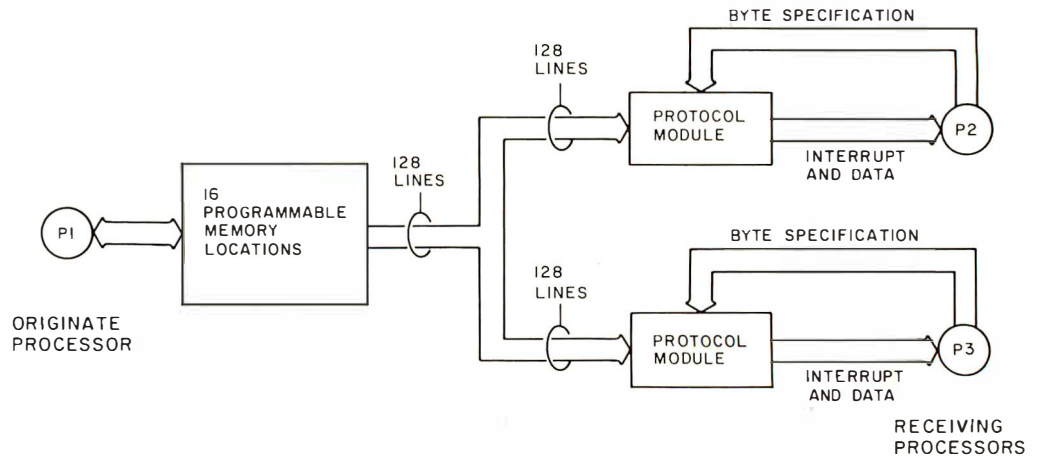 BYTE SPECIFICATION
128
LINES
PROTOCOL
MODULE
P2
INTERRUPT
AND DATA
128
LINES
16
PROGRAMMABLE
MEMORY
LOCATIONS
P1
ORIGINATE
PROCESSOR
BYTE SPECIFICATION
128
LINES
PROTOCOL
MODULE
P3
INTERRUPT
AND DATA
RECEIVING
PROCESSORS